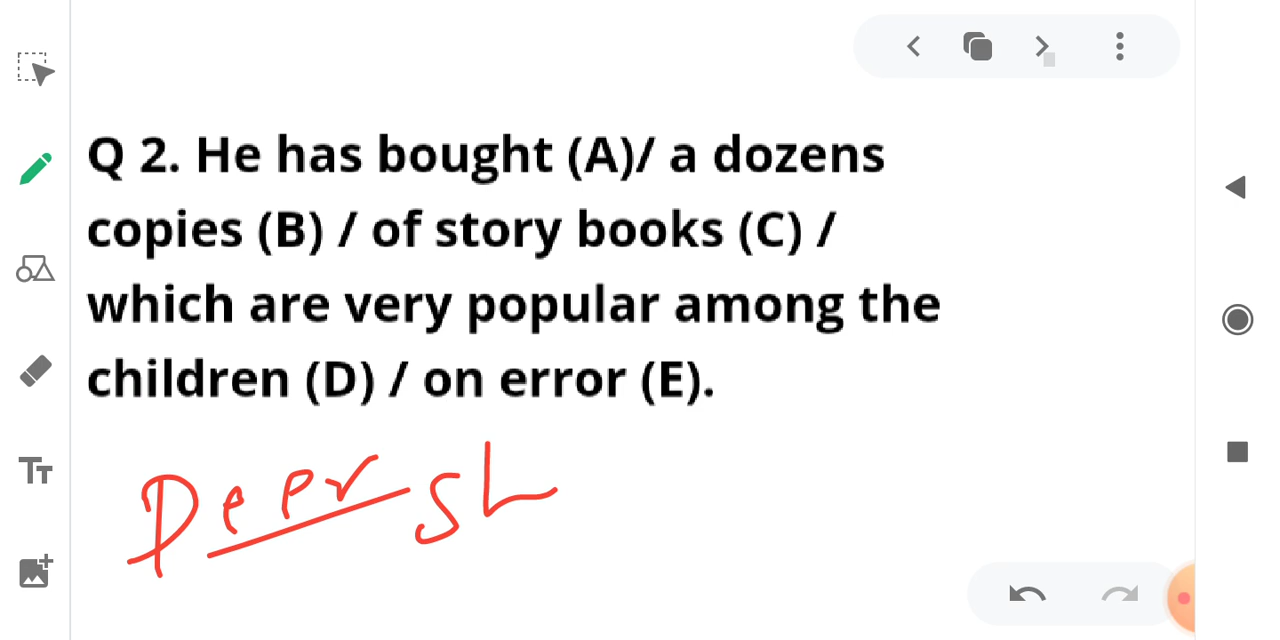 Q 2. He has bought (A)/ a dozens
copies (B) / of story books (C) /
which are very popular among the
children (D) / on error (E).
Deer SL